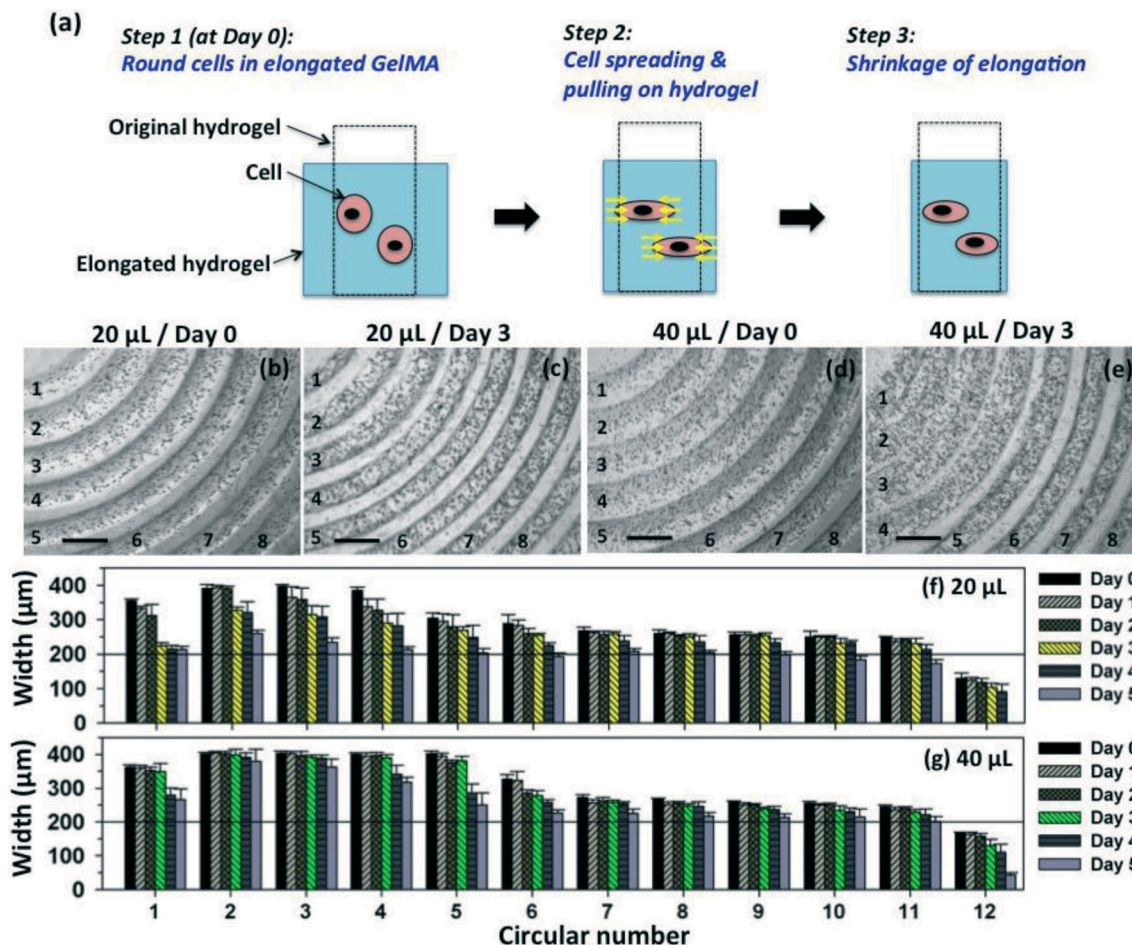 (a)
Step 1 (at Day 0):
Round cells in elongated GelMA
Step 2:
Cell spreading &
pulling on hydrogel
Step 3:
Shrinkage of elongation
Original hydrogel
Cell
Elongated hydrogel
20 µL / Day 0
20 µL / Day 3
40 µL / Day 0
40 µL / Day 3
(b)
1
2
3
4
5
6
7
8
(c)
1
2
3
4
5
6
7
8
(d)
1
2
3
4
5
6
7
8
(e)
1
2
3
4
5
6
7
8
Width (µm)
400
300
200
100
0
(f) 20 µL
Day 0
Day 1
Day 2
Day 3
Day 4
Day 5
Width (µm)
400
300
200
100
0
(g) 40 µL
Day 0
Day 1
Day 2
Day 3
Day 4
Day 5
1 2 3 4 5 6 7 8 9 10 11 12
Circular number